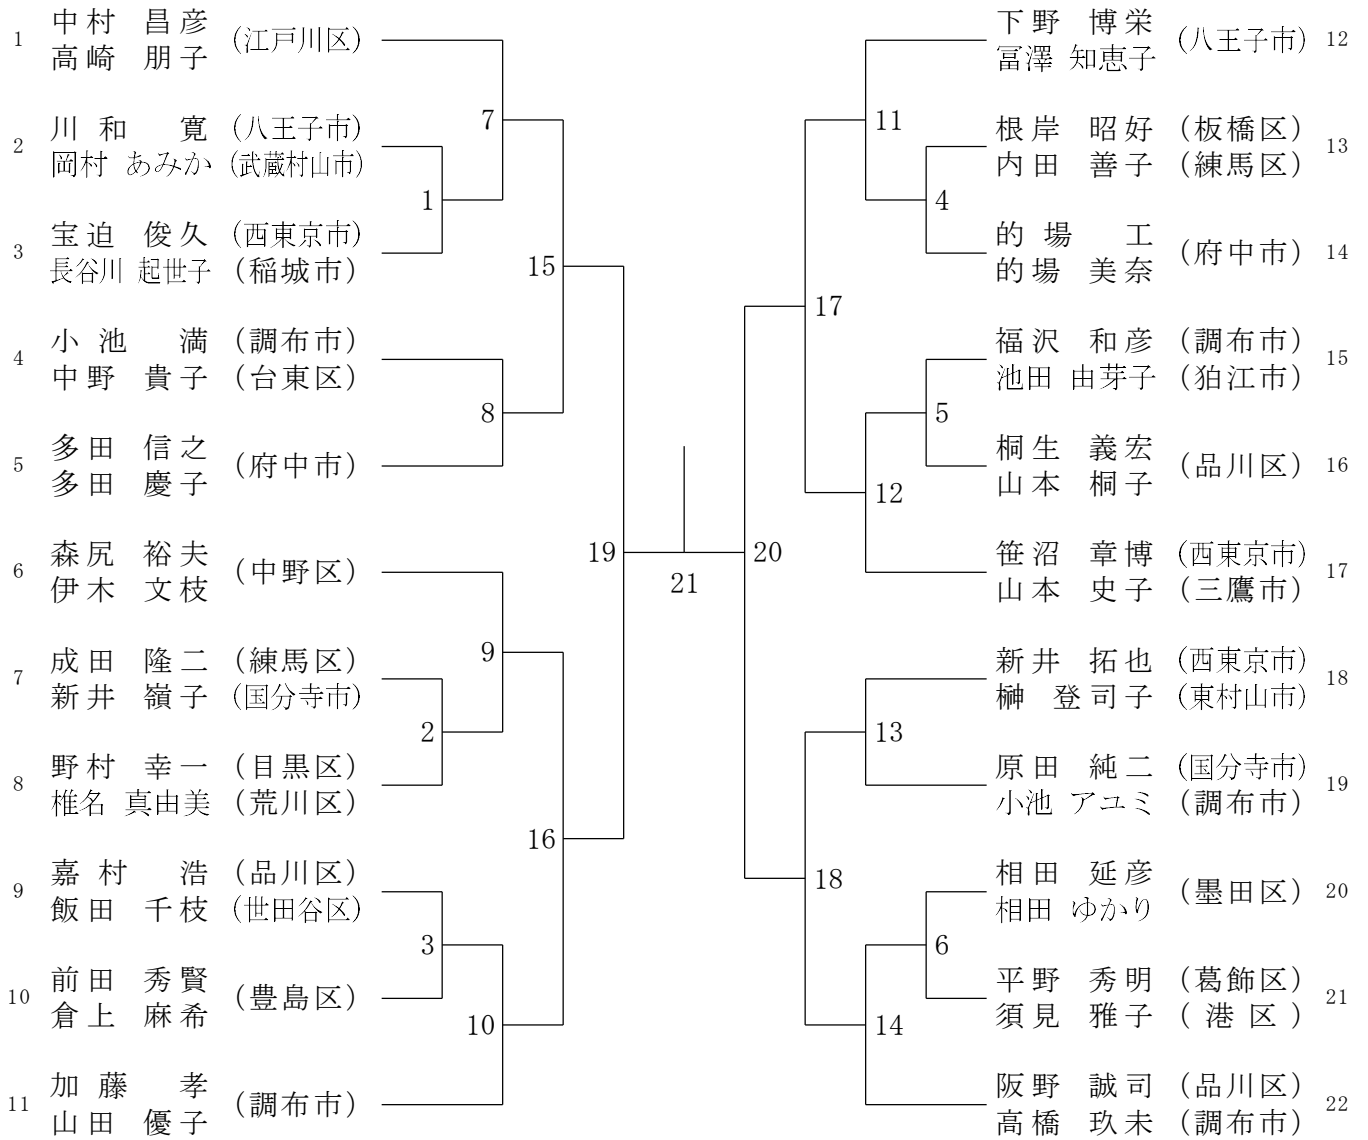 1 中村 昌彦 (江戸川区)
高崎 朋子
2 川和 寛 (八王子市)
岡村 あみか (武蔵村山市)
3 宝迫 俊久 (西東京市)
長谷川 起世子 (稲城市)
4 小池 満 (調布市)
中野 貴子 (台東区)
5 多田 信之 (府中市)
多田 慶子
6 森尻 裕夫 (中野区)
伊木 文枝
7 成田 隆二 (練馬区)
新井 嶺子 (国分寺市)
8 野村 幸一 (目黒区)
椎名 真由美 (荒川区)
9 嘉村 浩 (品川区)
飯田 千枝 (世田谷区)
10 前田 秀賢 (豊島区)
倉上 麻希
11 加藤 孝 (調布市)
山田 優子
7
1
15
8
19
9
2
16
3
10
21
20
11
4
17
5
12
13
18
6
14
下野 博栄 (八王子市) 12
冨澤 知恵子
根岸 昭好 (板橋区) 13
内田 善子 (練馬区)
的場 工 (府中市) 14
的場 美奈
福沢 和彦 (調布市) 15
池田 由芽子 (狛江市)
桐生 義宏 (品川区) 16
山本 桐子
笹沼 章博 (西東京市) 17
山本 史子 (三鷹市)
新井 拓也 (西東京市) 18
榊 登司子 (東村山市)
原田 純二 (国分寺市) 19
小池 アユミ (調布市)
相田 延彦 (墨田区) 20
相田 ゆかり
平野 秀明 (葛飾区) 21
須見 雅子 (港区)
阪野 誠司 (品川区) 22
高橋 玖未 (調布市)